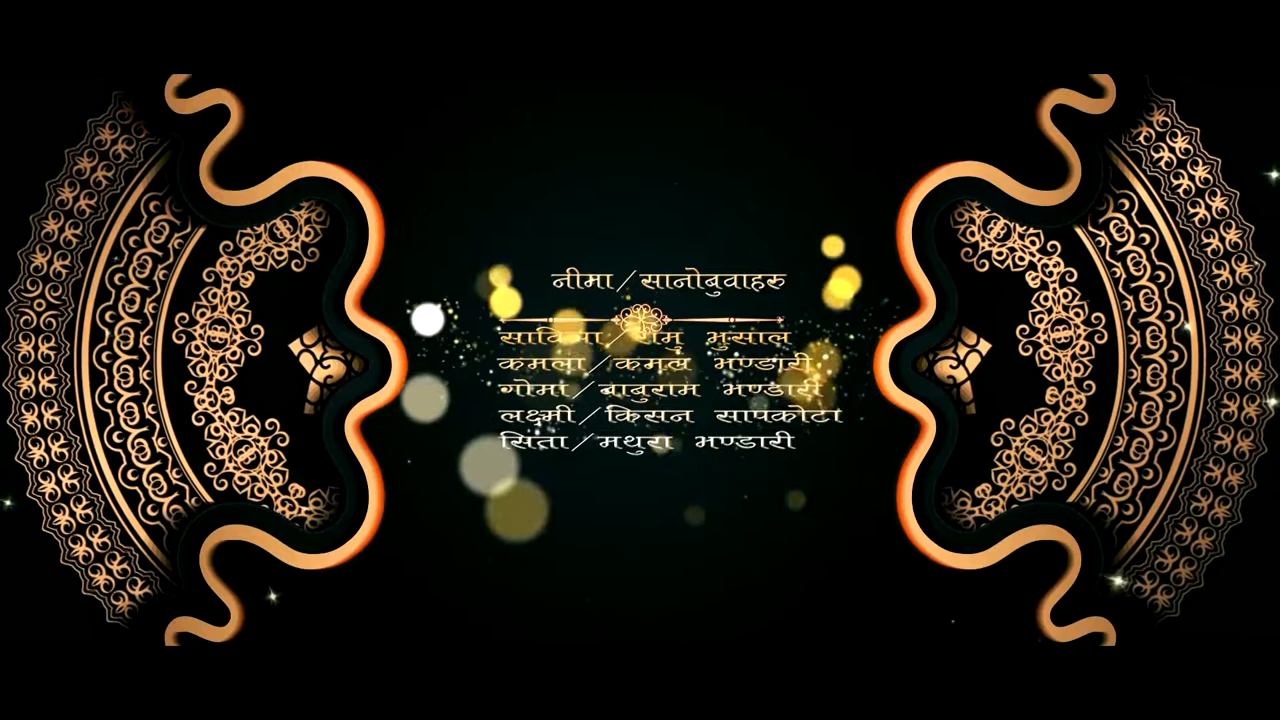 नीमा/सानोबुवाहरु
सावित्रा/रामु भुसाल
कमला/कमल भण्डारी
गोमा/बाबुराम भण्डारी
लक्ष्मी/किसन सापकोटा
सिता/मथुरा भण्डारी